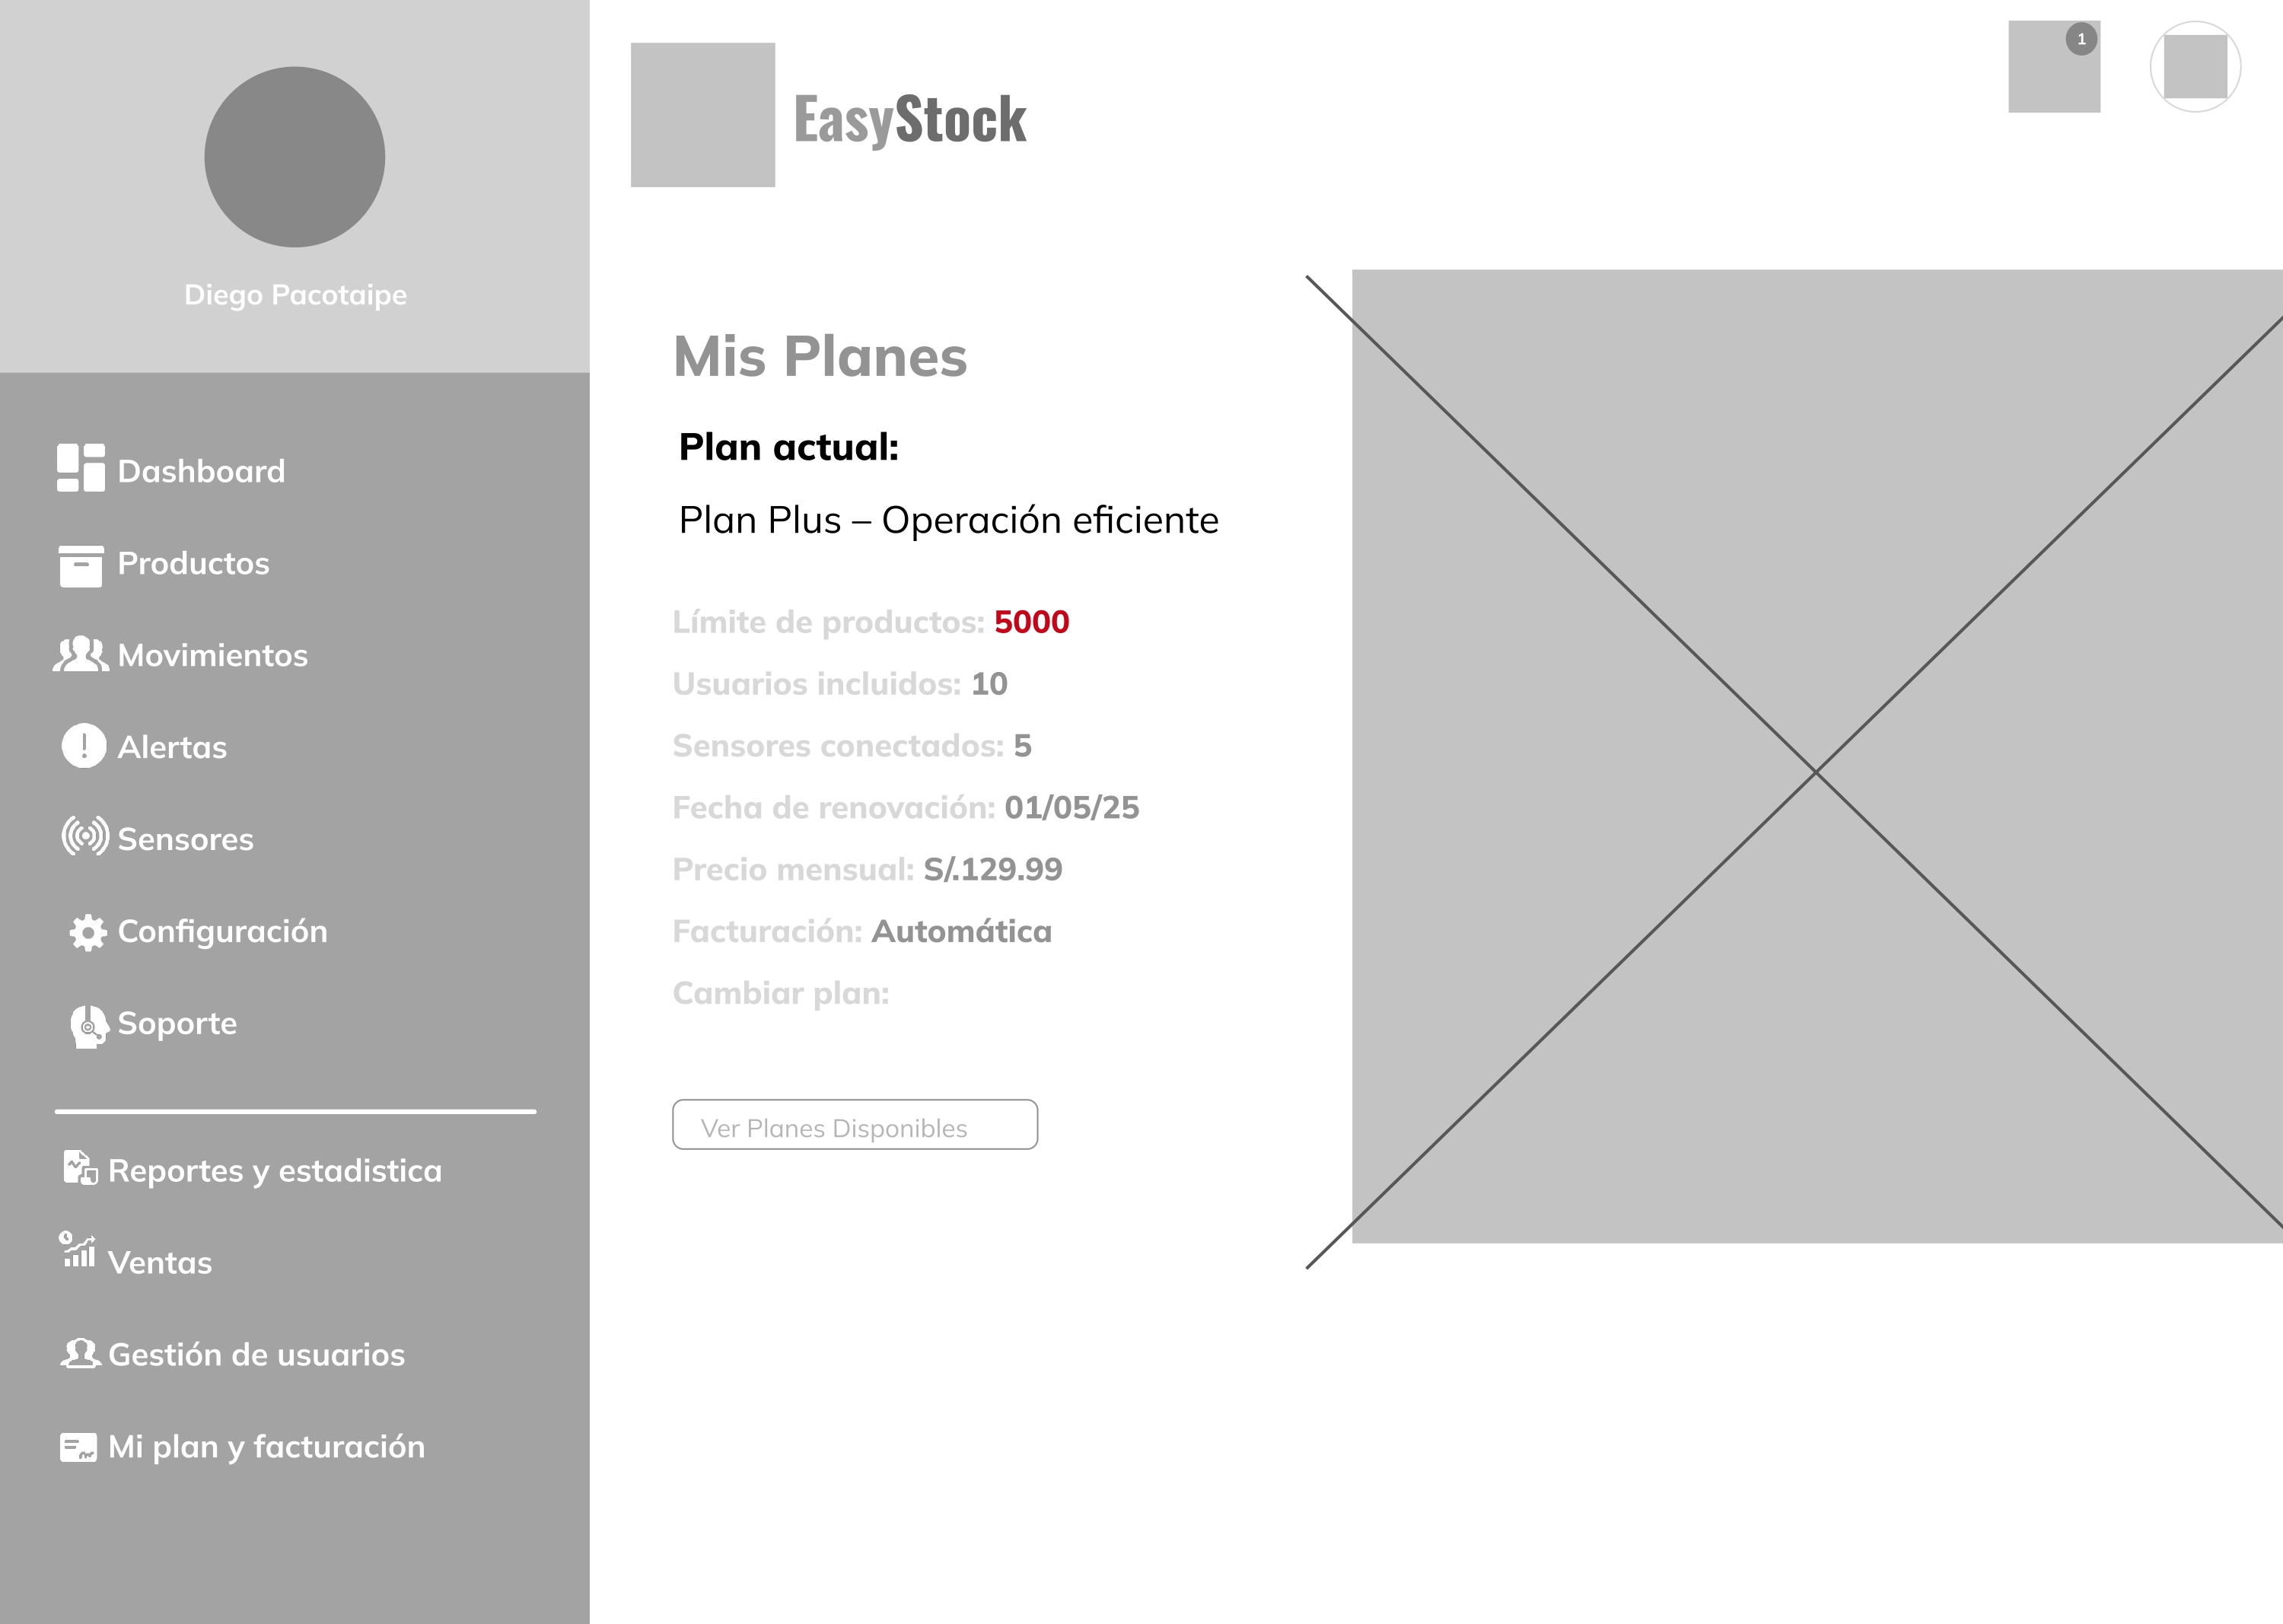 Diego Pacotaipe
Dashboard
Productos
Movimientos
Alertas
Sensores
Configuración
Soporte
Reportes y estadistica
Ventas
Gestión de usuarios
Mi plan y facturación
EasyStock
1
Mis Planes
Plan actual:
Plan Plus – Operación eficiente
Límite de productos: 5000
Usuarios incluidos: 10
Sensores conectados: 5
Fecha de renovación: 01/05/25
Precio mensual: S/.129.99
Facturación: Automática
Cambiar plan:
Ver Planes Disponibles